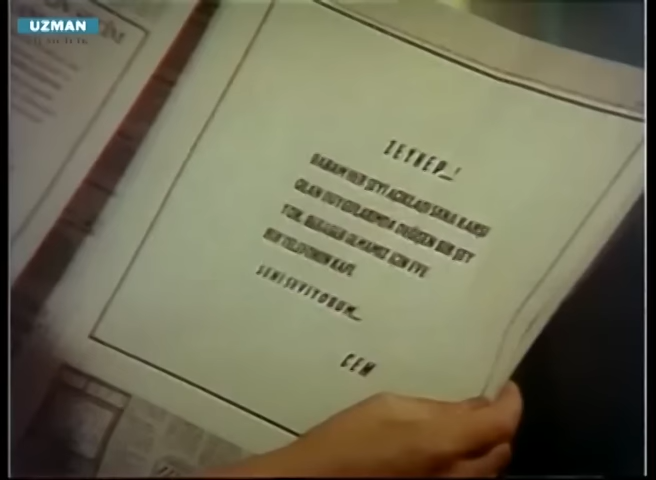 UZMAN
ZEYNEP...!
BABAM HER ŞEYİ AÇIKLADI SANA KARŞI
OLAN DUYGULARIMDA DEĞİŞEN BİR ŞEY
YOK. BERABER OLMAMIZ İÇİN EVE
BİR TELEFONUN KAFİ.
SENİ SEVİYORUM...
CEM